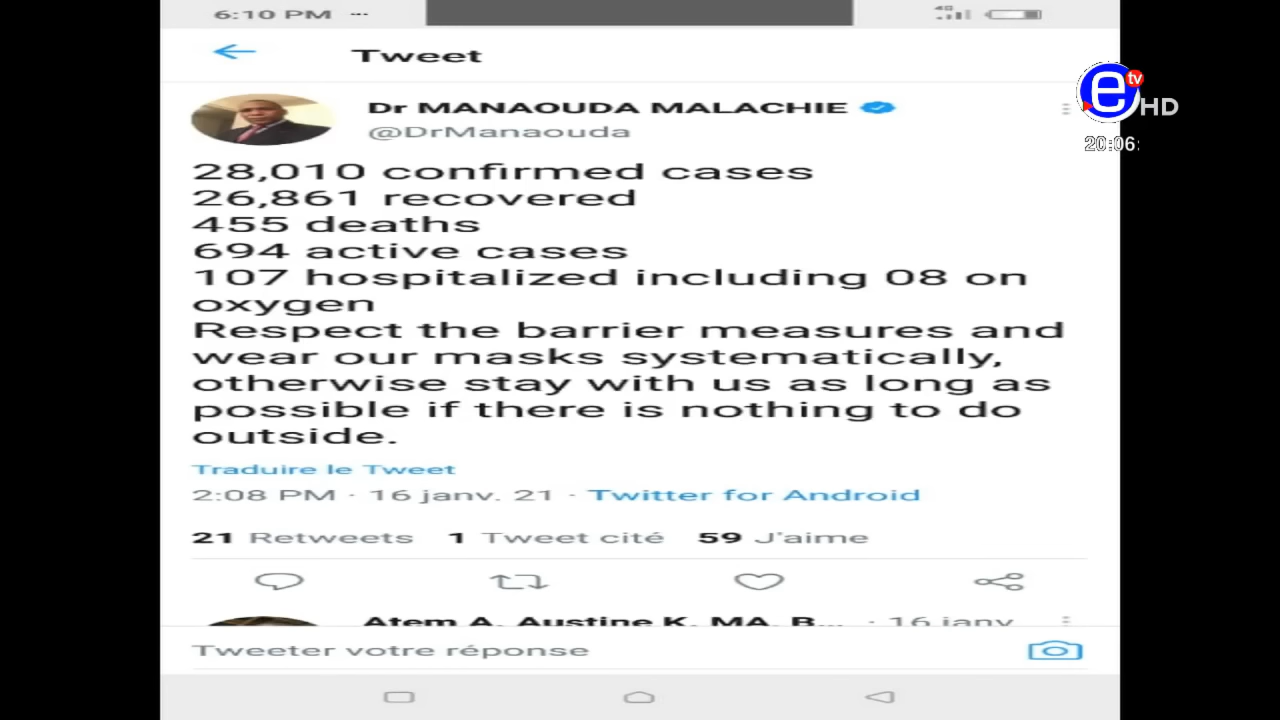 6:10 PM ...
4G
Tweet
Dr MANAOUDA MALACHIE
@DrManaouda
e tv HD
20:06:
28,010 confirmed cases
26,861 recovered
455 deaths
694 active cases
107 hospitalized including 08 on
oxygen
Respect the barrier measures and
wear our masks systematically,
otherwise stay with us as long as
possible if there is nothing to do
outside.
Traduire le Tweet
2:08 PM · 16 janv. 21 · Twitter for Android
21 Retweets 1 Tweet cité 59 J'aime
Atem A. Austine K. MA. B... · 16 janv.
Tweeter votre réponse